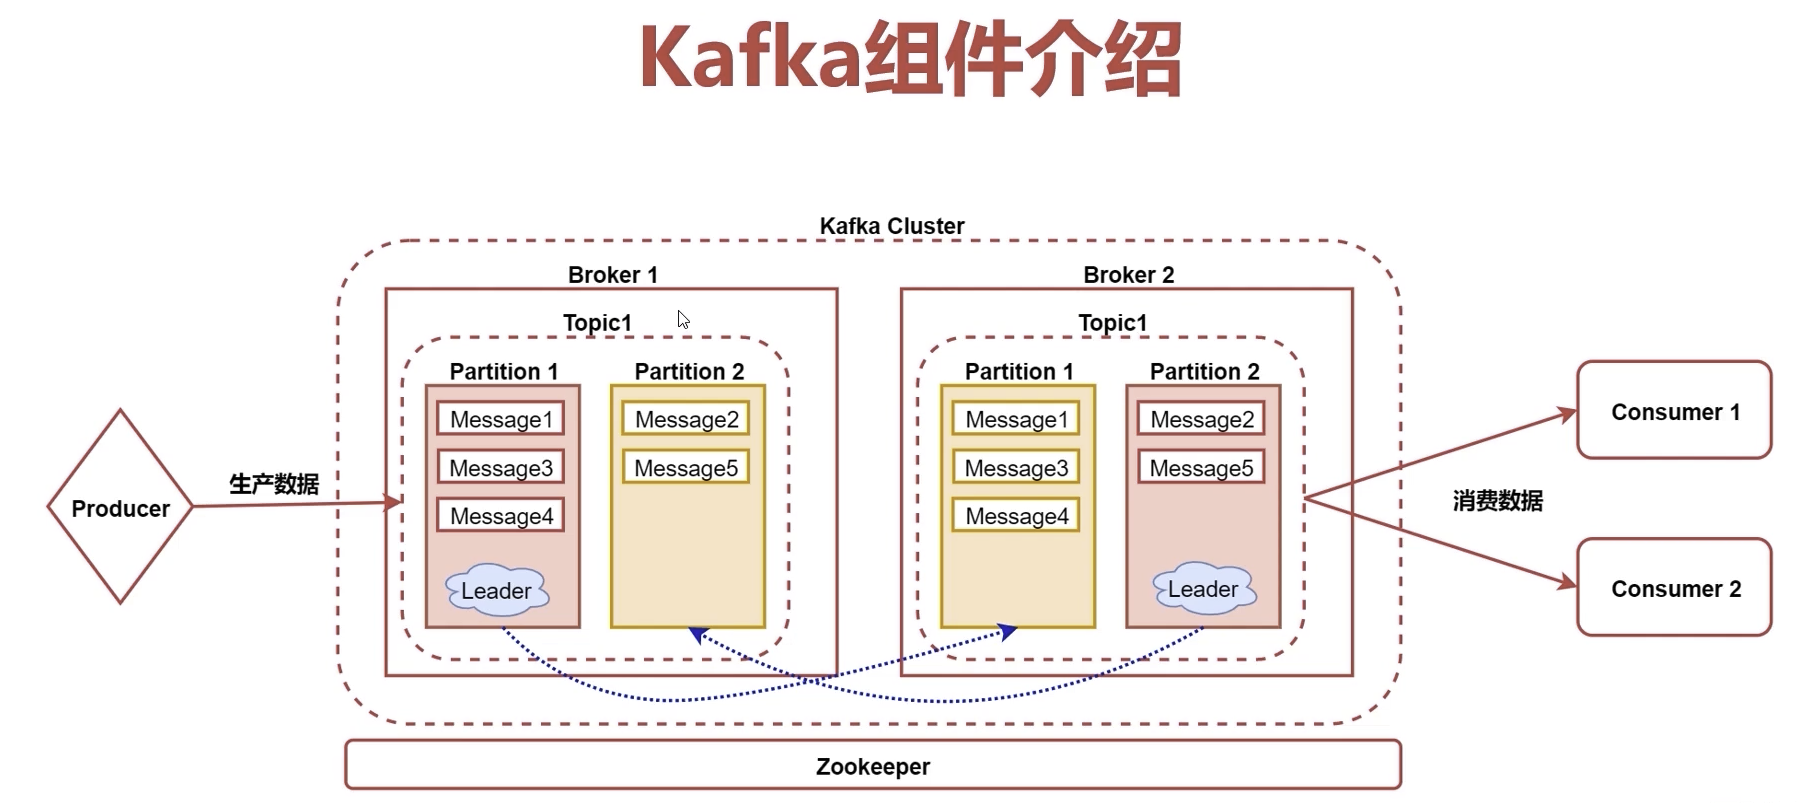 Kafka组件介绍
Kafka Cluster
Broker 1
Broker 2
Topic1
Topic1
Partition 1
Partition 2
Partition 1
Partition 2
Message1
Message2
Message1
Message2
Message3
Message5
Message3
Message5
Message4
Message4
Leader
Leader
Producer
生产数据
消费数据
Consumer 1
Consumer 2
Zookeeper